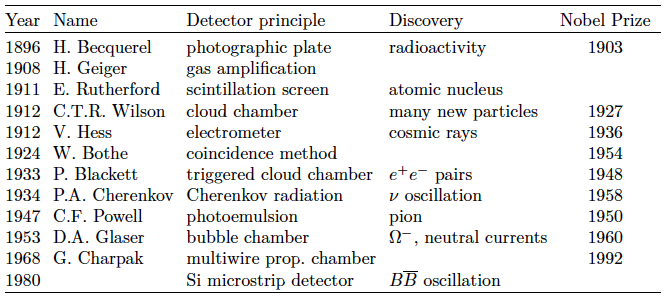 Year Name Detector principle Discovery Nobel Prize
1896 H. Becquerel photographic plate radioactivity 1903
1908 H. Geiger gas amplification
1911 E. Rutherford scintillation screen atomic nucleus
1912 C.T.R. Wilson cloud chamber many new particles 1927
1912 V. Hess electrometer cosmic rays 1936
1924 W. Bothe coincidence method 1954
1933 P. Blackett triggered cloud chamber e⁺e⁻ pairs 1948
1934 P.A. Cherenkov Cherenkov radiation ν oscillation 1958
1947 C.F. Powell photoemulsion pion 1950
1953 D.A. Glaser bubble chamber Ω⁻, neutral currents 1960
1968 G. Charpak multiwire prop. chamber 1992
1980 Si microstrip detector BB̅ oscillation